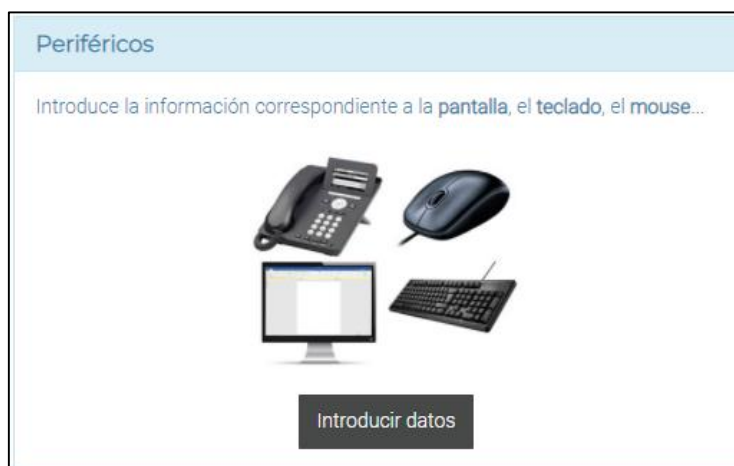 Periféricos
Introduce la información correspondiente a la pantalla, el teclado, el mouse...
Introducir datos